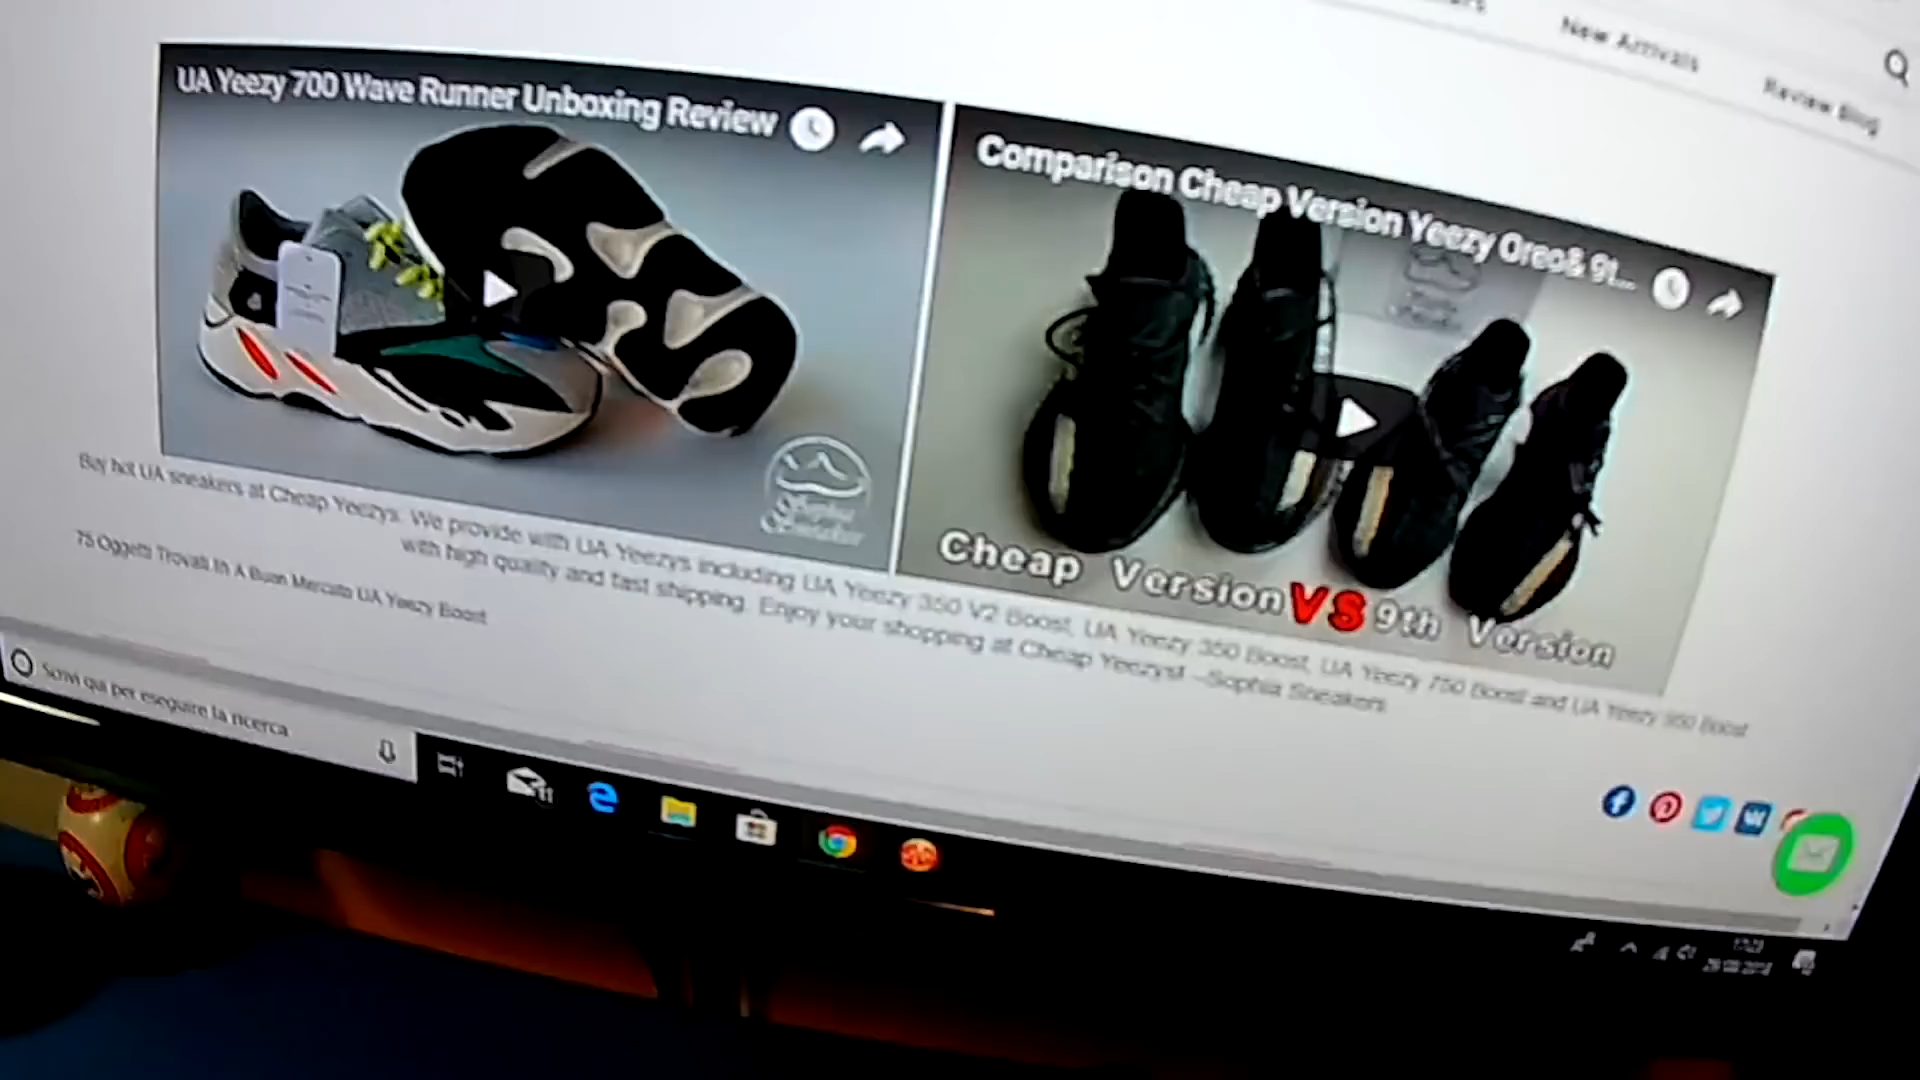 New Arrivals
Review Blog
UA Yeezy 700 Wave Runner Unboxing Review
Comparison Cheap Version Yeezy Oreo& 9t...
Sophia
Sneaker
Cheap Version VS 9th Version
Buy hot UA sneakers at Cheap Yeezys. We provide with UA Yeezys including UA Yeezy 350 V2 Boost, UA Yeezy 350 Boost, UA Yeezy 750 Boost and UA Yeezy 950 Boost
with high quality and fast shipping. Enjoy your shopping at Cheap Yeezys! --Sophia Sneakers
75 Oggetti Trovati In A Buon Mercato UA Yeezy Boost
Scrivi qui per eseguire la ricerca
11